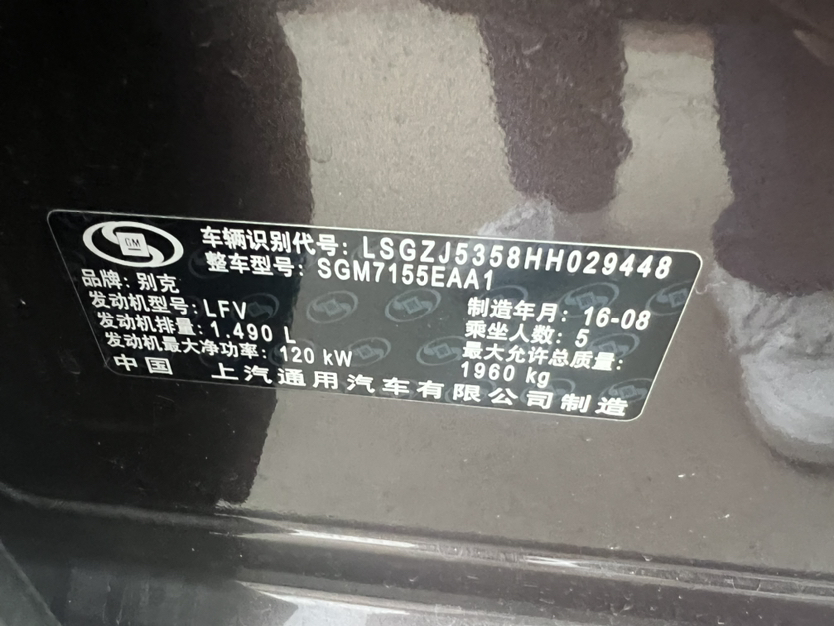 GM
车辆识别代号: LSGZJ5358HH029448
整车型号: SGM7155EAA1
品牌: 别克
发动机型号: LFV
制造年月: 16-08
发动机排量: 1.490 L
乘坐人数: 5
发动机最大净功率: 120 kW
最大允许总质量:
1960 kg
中国 上汽通用汽车有限公司制造